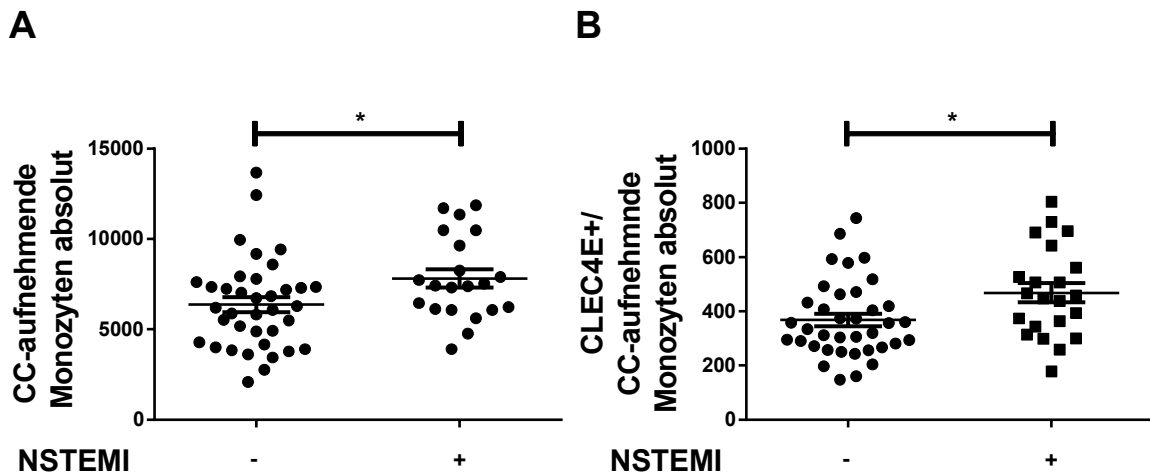 A
CC-aufnehmende
Monozyten absolut
15000
10000
5000
0
*
NSTEMI - +
B
CLEC4E+/
CC-aufnehmnde
Monozyten absolut
1000
800
600
400
200
0
*
NSTEMI - +